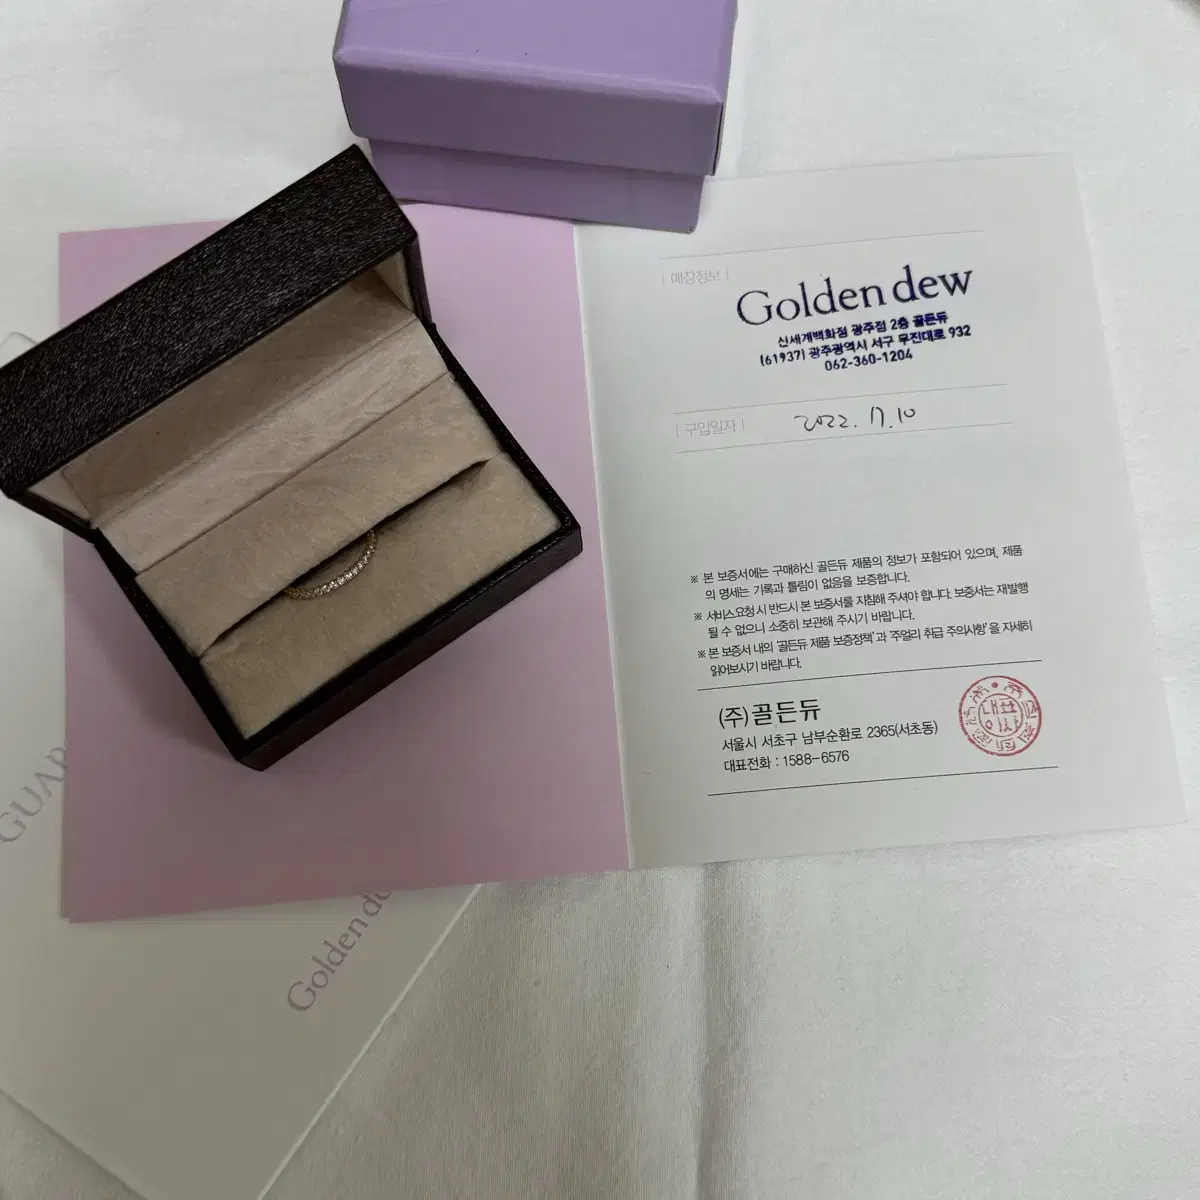 | 매장정보 |
Golden dew
신세계백화점 광주점 2층 골든듀
(61937) 광주광역시 서구 무진대로 932
062-360-1204
| 구입일자 |
2022. 17. 10
※ 본 보증서에는 구매하신 골든듀 제품의 정보가 포함되어 있으며, 제품
의 명세는 기록과 틀림이 없음을 보증합니다.
※ 서비스요청 시 반드시 본 보증서를 지참해 주셔야 합니다. 보증서는 재발행
될 수 없으니 소중히 보관해 주시기 바랍니다.
※ 본 보증서 내의 '골든듀 제품 보증정책'과 '주얼리 취급 주의사항'을 자세히
읽어보시기 바랍니다.
(주)골든듀
서울시 서초구 남부순환로 2365(서초동)
대표전화 : 1588-6576
대표
이사
GUAR
Golden de